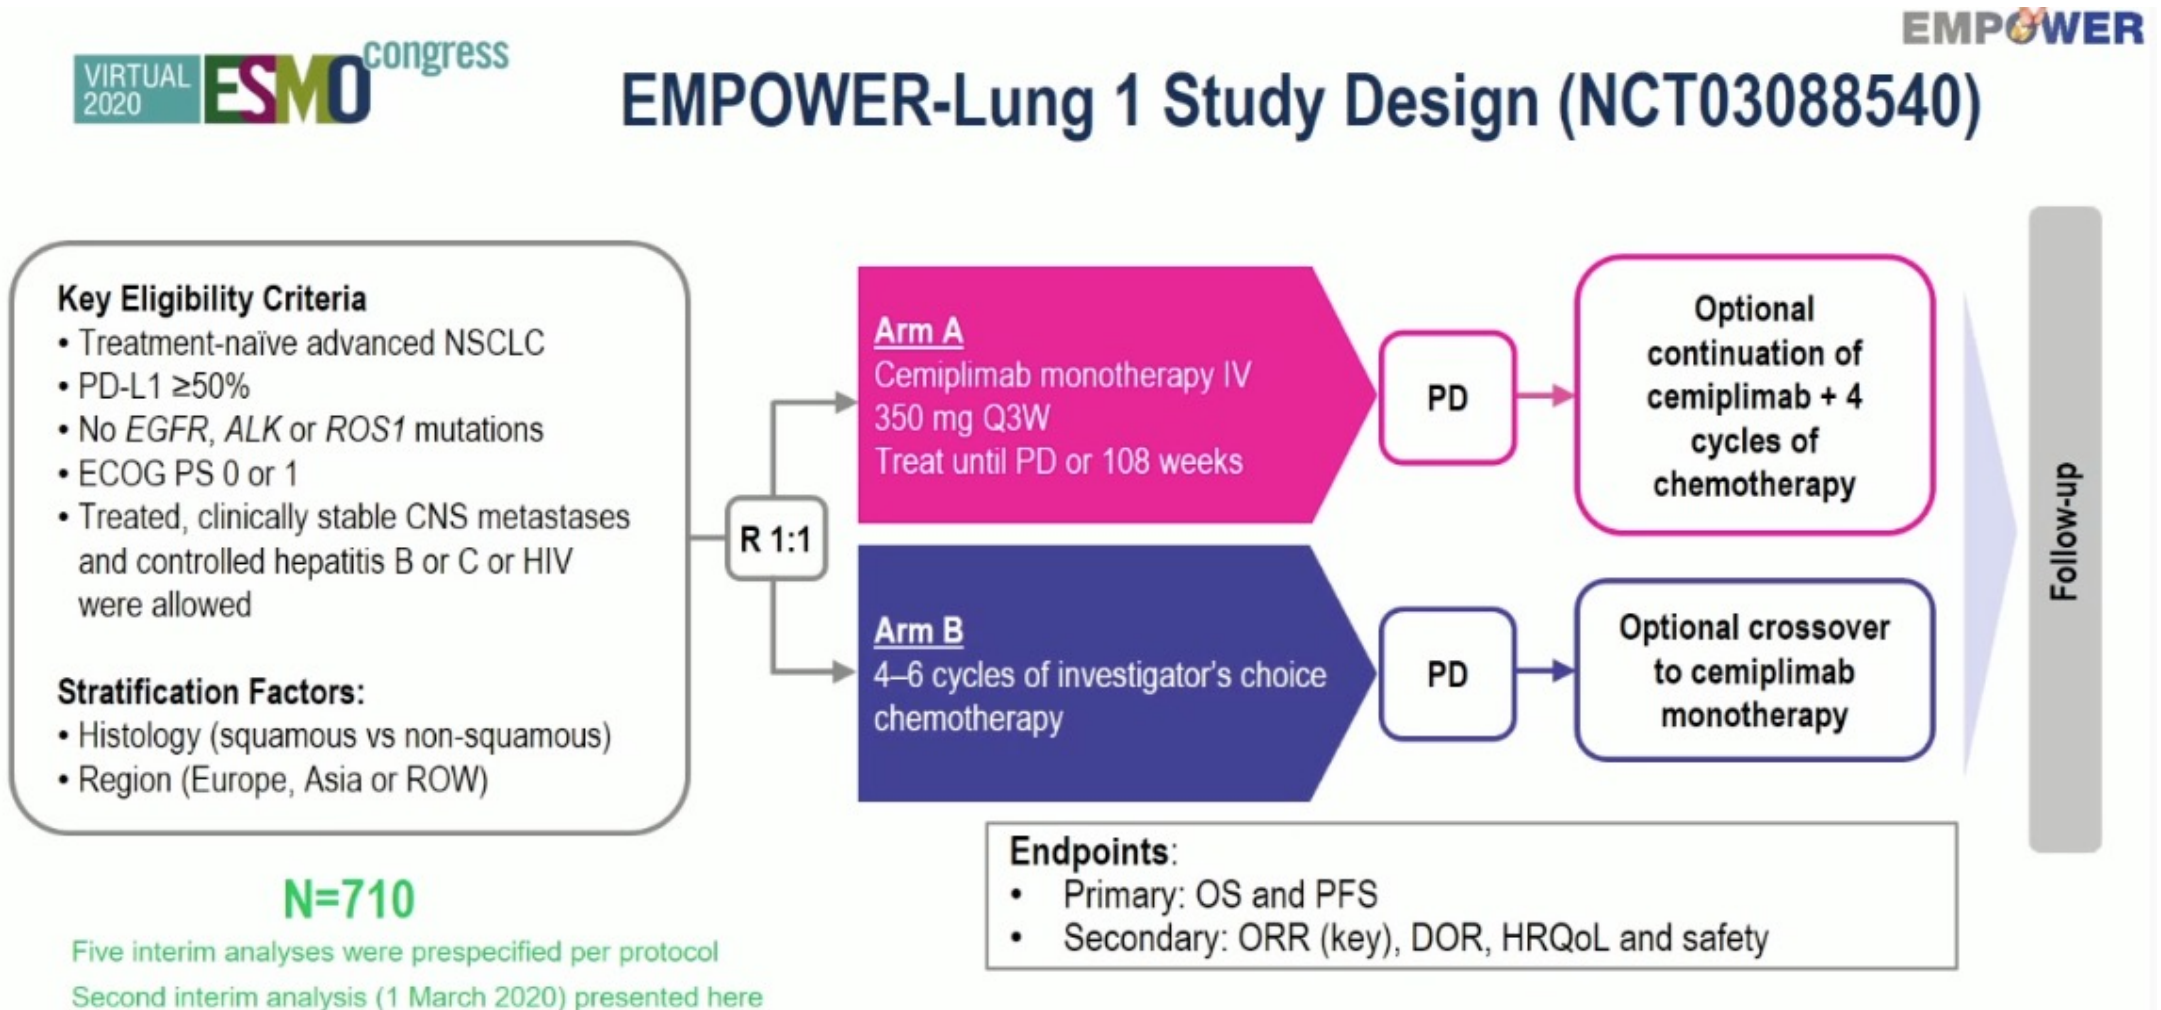 VIRTUAL
2020
ESMO
congress
EMPOWER
EMPOWER-Lung 1 Study Design (NCT03088540)
Key Eligibility Criteria
• Treatment-naïve advanced NSCLC
• PD-L1 ≥50%
• No EGFR, ALK or ROS1 mutations
• ECOG PS 0 or 1
• Treated, clinically stable CNS metastases
and controlled hepatitis B or C or HIV
were allowed
Stratification Factors:
• Histology (squamous vs non-squamous)
• Region (Europe, Asia or ROW)
N=710
Five interim analyses were prespecified per protocol
Second interim analysis (1 March 2020) presented here
R 1:1
Arm A
Cemiplimab monotherapy IV
350 mg Q3W
Treat until PD or 108 weeks
PD
Optional
continuation of
cemiplimab + 4
cycles of
chemotherapy
Arm B
4–6 cycles of investigator's choice
chemotherapy
PD
Optional crossover
to cemiplimab
monotherapy
Follow-up
Endpoints:
• Primary: OS and PFS
• Secondary: ORR (key), DOR, HRQoL and safety